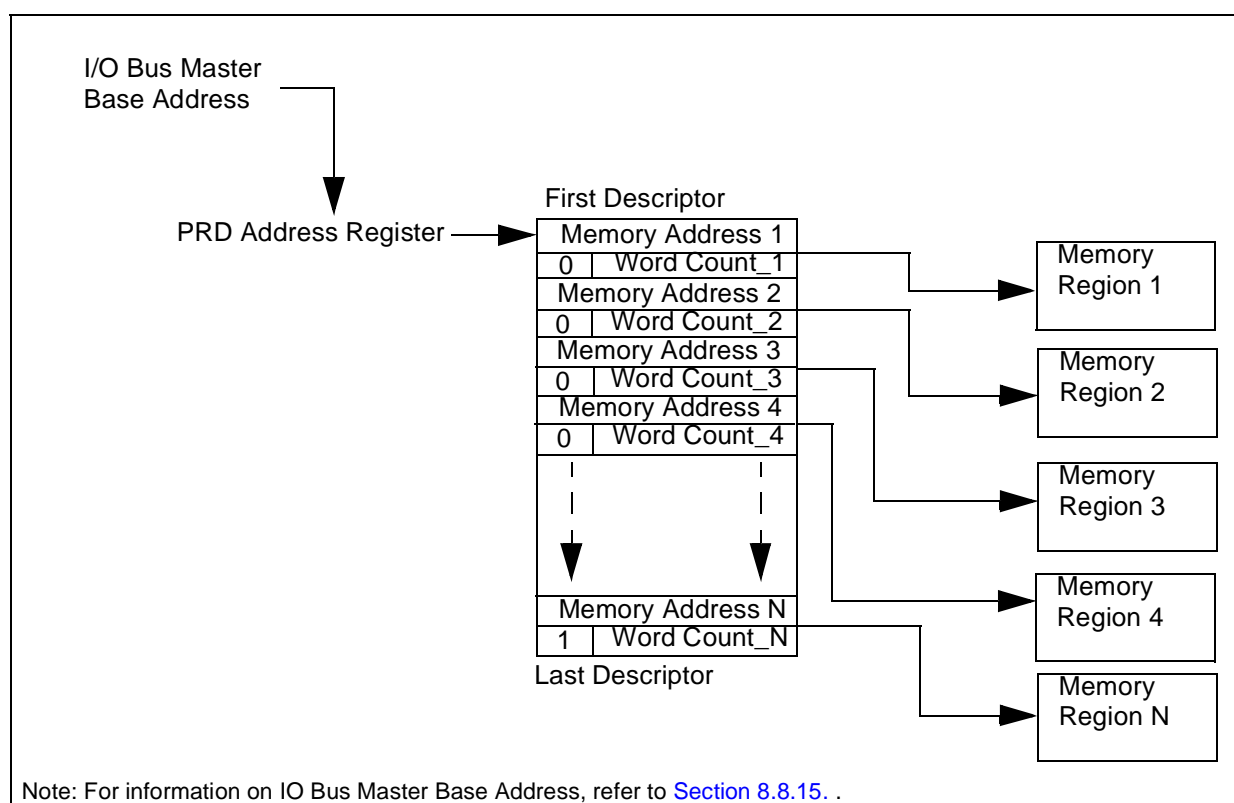 I/O Bus Master
Base Address
First Descriptor
PRD Address Register
Memory Address 1
0 Word Count_1
Memory Address 2
0 Word Count_2
Memory Address 3
0 Word Count_3
Memory Address 4
0 Word Count_4
Memory Address N
1 Word Count_N
Last Descriptor
Memory
Region 1
Memory
Region 2
Memory
Region 3
Memory
Region 4
Memory
Region N
Note: For information on IO Bus Master Base Address, refer to Section 8.8.15. .